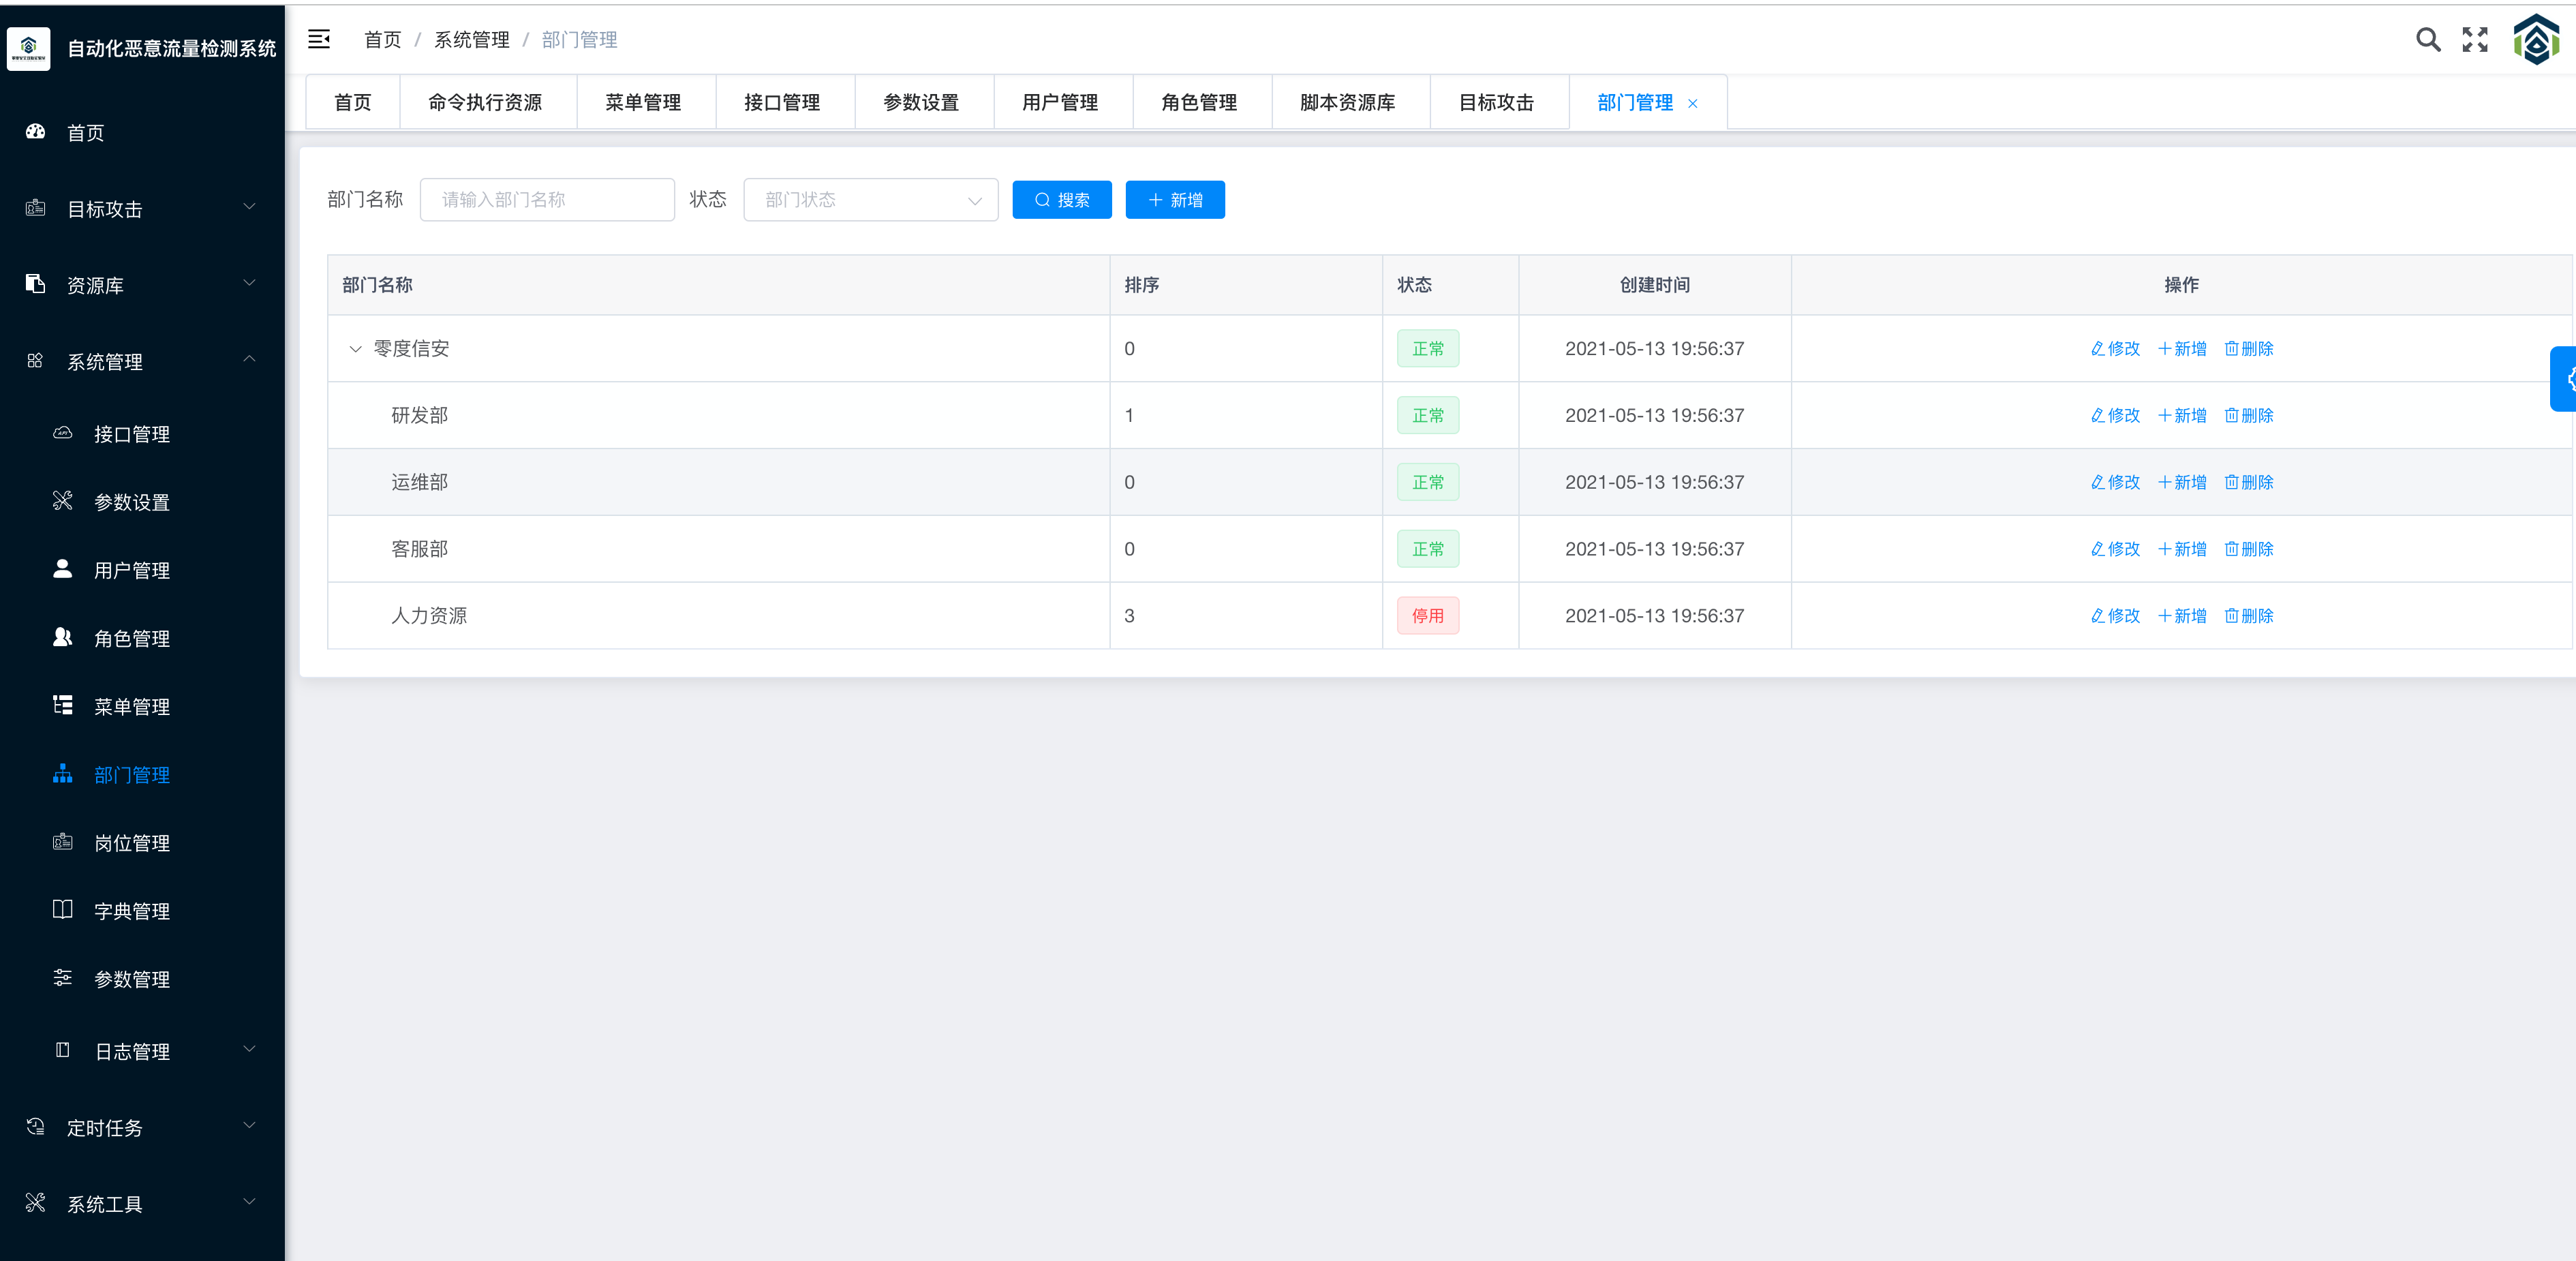 自动化恶意流量检测系统
首页
目标攻击
资源库
系统管理
接口管理
参数设置
用户管理
角色管理
菜单管理
部门管理
岗位管理
字典管理
参数管理
日志管理
定时任务
系统工具
首页 / 系统管理 / 部门管理
首页 命令执行资源 菜单管理 接口管理 参数设置 用户管理 角色管理 脚本资源库 目标攻击 部门管理 ×
部门名称 请输入部门名称 状态 部门状态 搜索 新增
部门名称 排序 状态 创建时间 操作
零度信安 0 正常 2021-05-13 19:56:37 修改 新增 删除
研发部 1 正常 2021-05-13 19:56:37 修改 新增 删除
运维部 0 正常 2021-05-13 19:56:37 修改 新增 删除
客服部 0 正常 2021-05-13 19:56:37 修改 新增 删除
人力资源 3 停用 2021-05-13 19:56:37 修改 新增 删除